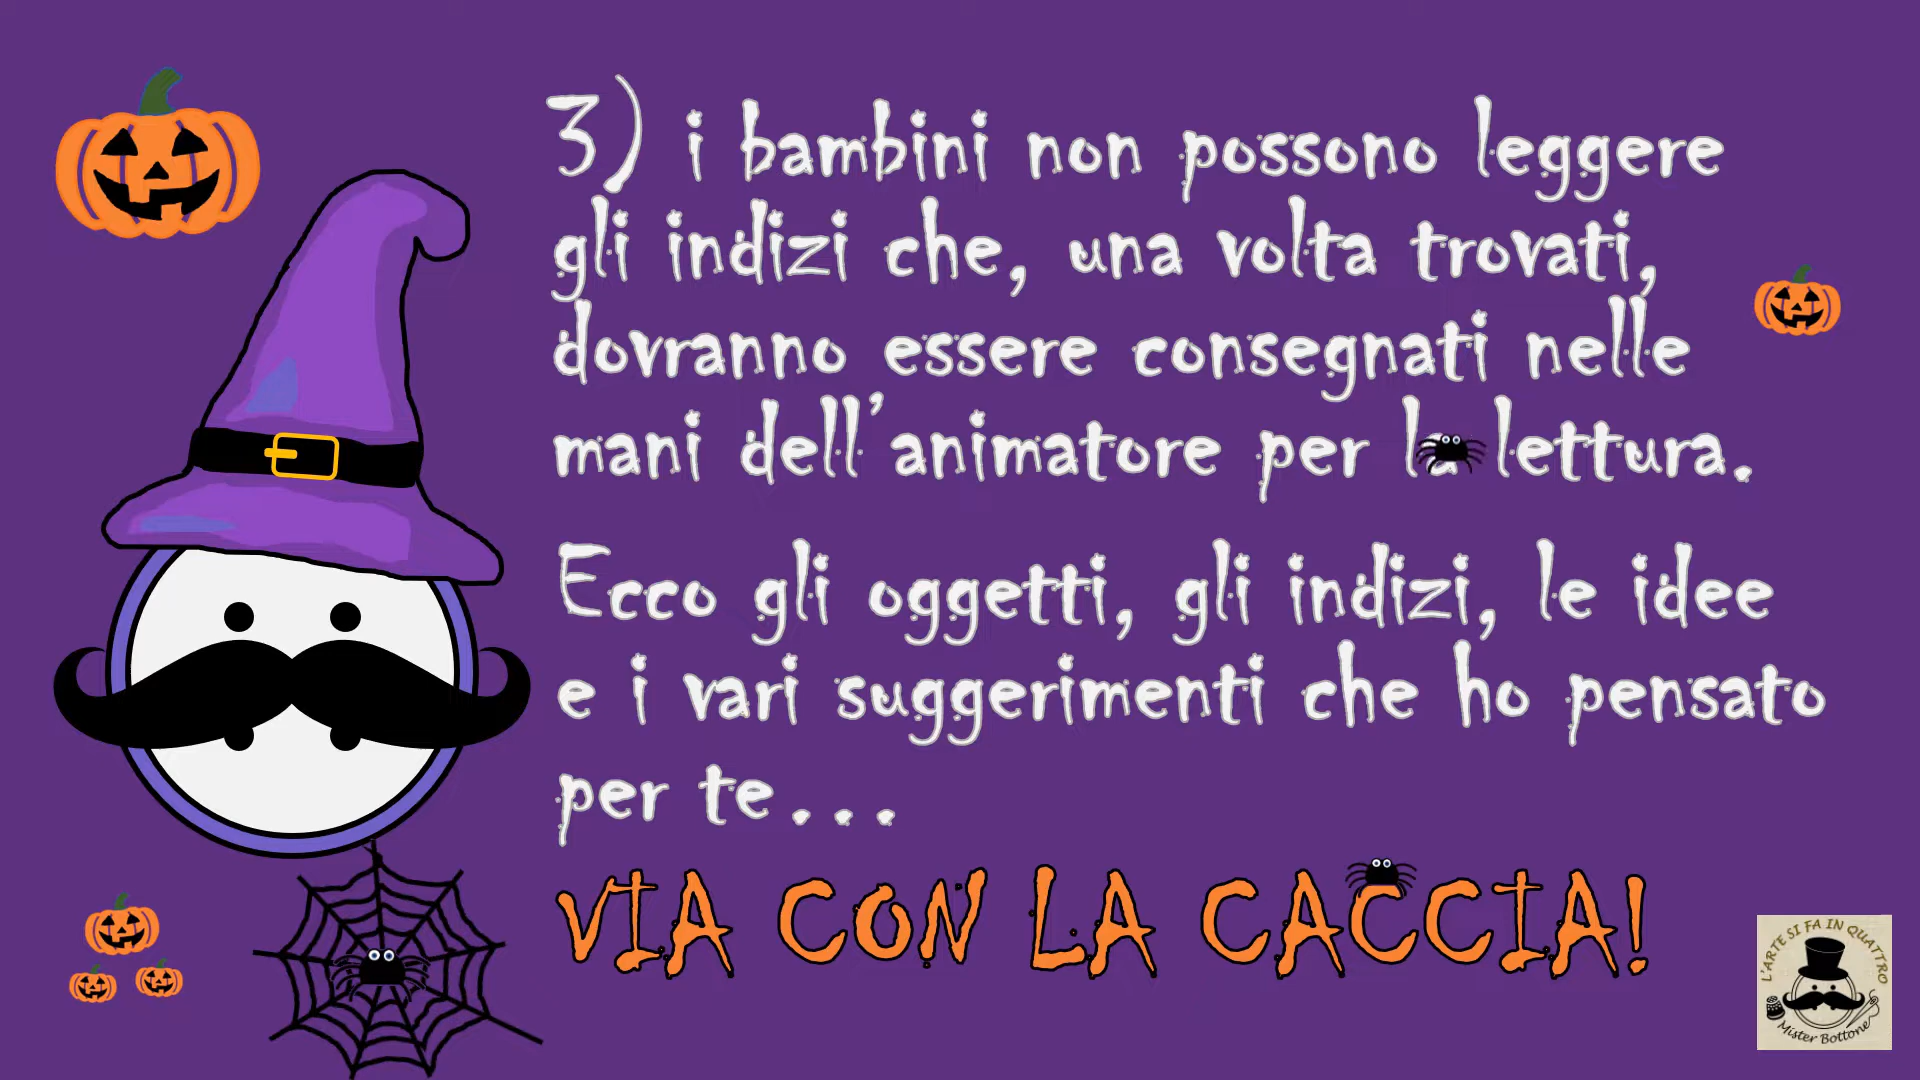 3) i bambini non possono leggere
gli indizi che, una volta trovati,
dovranno essere consegnati nelle
mani dell'animatore per la lettura.
Ecco gli oggetti, gli indizi, le idee
e i vari suggerimenti che ho pensato
per te...
VIA CON LA CACCIA!
L'ARTE SI FA IN QUATTRO
Mister Bottone